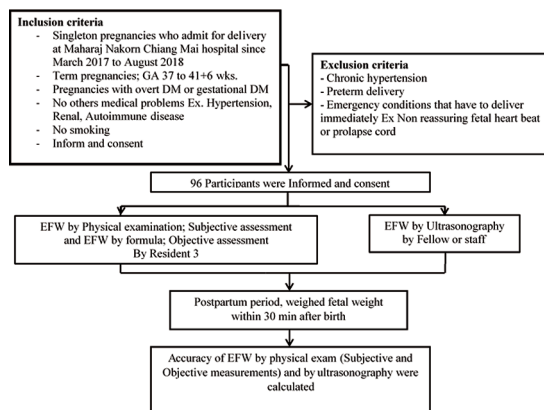 Inclusion criteria
- Singleton pregnancies who admit for delivery
at Maharaj Nakorn Chiang Mai hospital since
March 2017 to August 2018
- Term pregnancies; GA 37 to 41+6 wks.
- Pregnancies with overt DM or gestational DM
- No others medical problems Ex. Hypertension,
Renal, Autoimmune disease
- No smoking
- Inform and consent
Exclusion criteria
- Chronic hypertension
- Preterm delivery
- Emergency conditions that have to deliver
immediately Ex Non reassuring fetal heart beat
or prolapse cord
96 Participants were Informed and consent
EFW by Physical examination; Subjective assessment
and EFW by formula; Objective assessment
By Resident 3
EFW by Ultrasonography
by Fellow or staff
Postpartum period, weighed fetal weight
within 30 min after birth
Accuracy of EFW by physical exam (Subjective and
Objective measurements) and by ultrasonography were
calculated